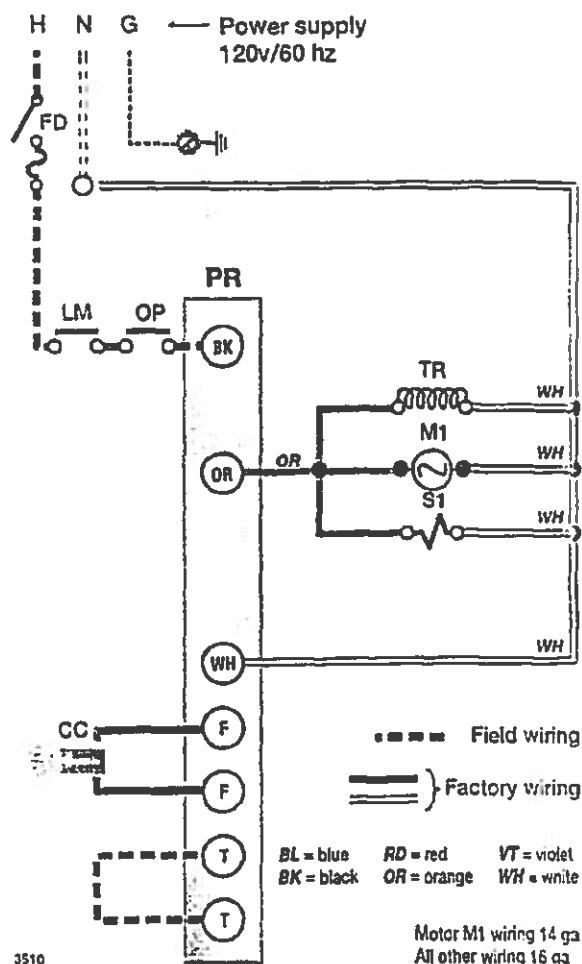 H N G Power supply
120v/60 hz
FD
PR
LM OP
BK
TR
WH
M1
OR
OR
WH
S1
WH
WH
WH
CC
F
F
T
T
Field wiring
Factory wiring
BL = blue RD = red VT = violet
BK = black OR = orange WH = white
Motor M1 wiring 14 ga
All other wiring 16 ga
3510